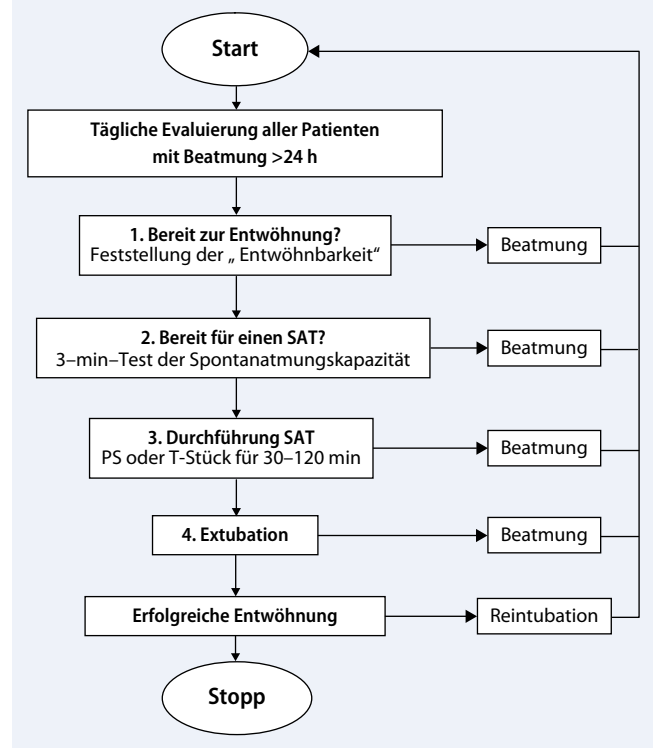 Start
Tägliche Evaluierung aller Patienten
mit Beatmung >24 h
1. Bereit zur Entwöhnung?
Feststellung der „ Entwöhnbarkeit“
Beatmung
2. Bereit für einen SAT?
3–min–Test der Spontanatmungskapazität
Beatmung
3. Durchführung SAT
PS oder T-Stück für 30–120 min
Beatmung
4. Extubation
Beatmung
Erfolgreiche Entwöhnung
Reintubation
Stopp